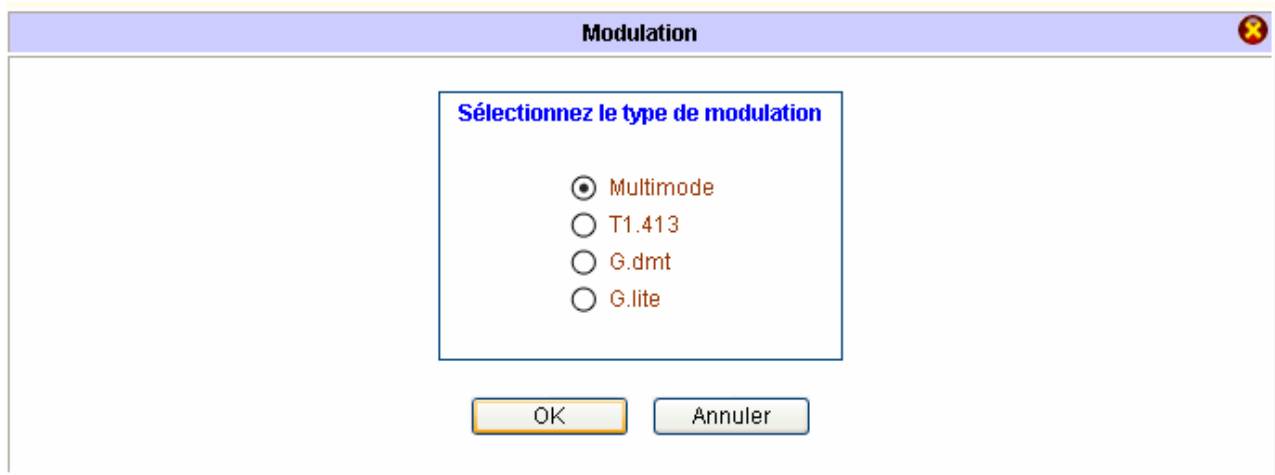 Modulation
Sélectionnez le type de modulation
Multimode
T1.413
G.dmt
G.lite
OK
Annuler